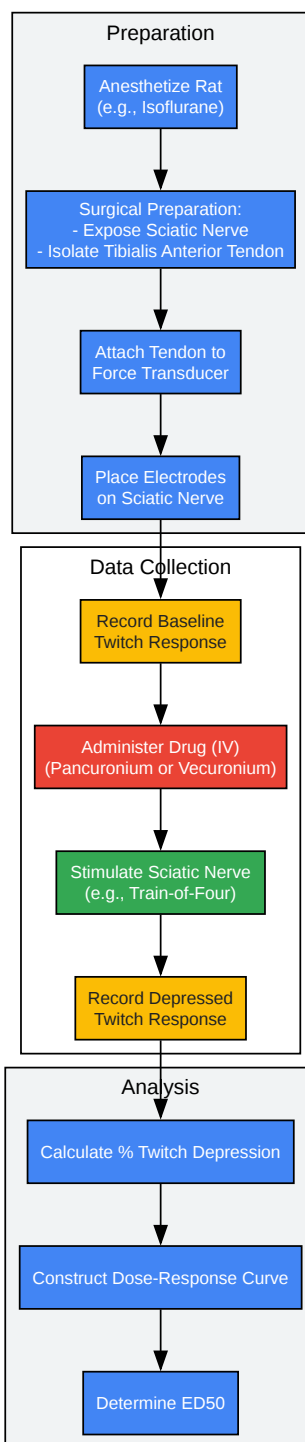 Preparation
Anesthetize Rat
(e.g., Isoflurane)
Surgical Preparation:
- Expose Sciatic Nerve
- Isolate Tibialis Anterior Tendon
Attach Tendon to
Force Transducer
Place Electrodes
on Sciatic Nerve
Data Collection
Record Baseline
Twitch Response
Administer Drug (IV)
(Pancuronium or Vecuronium)
Stimulate Sciatic Nerve
(e.g., Train-of-Four)
Record Depressed
Twitch Response
Analysis
Calculate % Twitch Depression
Construct Dose-Response Curve
Determine ED50